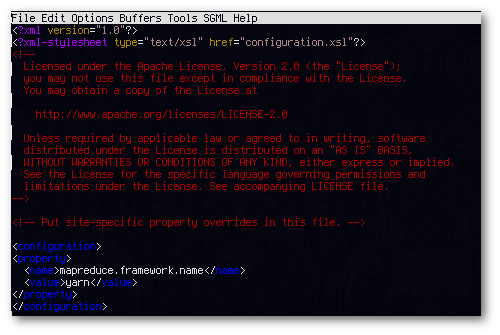 File Edit Options Buffers Tools SGML Help
<?xml version="1.0"?>
<?xml-stylesheet type="text/xsl" href="configuration.xsl"?>
<!--
  Licensed under the Apache License, Version 2.0 (the "License");
  you may not use this file except in compliance with the License.
  You may obtain a copy of the License at

    http://www.apache.org/licenses/LICENSE-2.0

  Unless required by applicable law or agreed to in writing, software
  distributed under the License is distributed on an "AS IS" BASIS,
  WITHOUT WARRANTIES OR CONDITIONS OF ANY KIND, either express or implied.
  See the License for the specific language governing permissions and
  limitations under the License. See accompanying LICENSE file.
-->

<!-- Put site-specific property overrides in this file. -->

<configuration>
<property>
  <name>mapreduce.framework.name</name>
  <value>yarn</value>
</property>
</configuration>